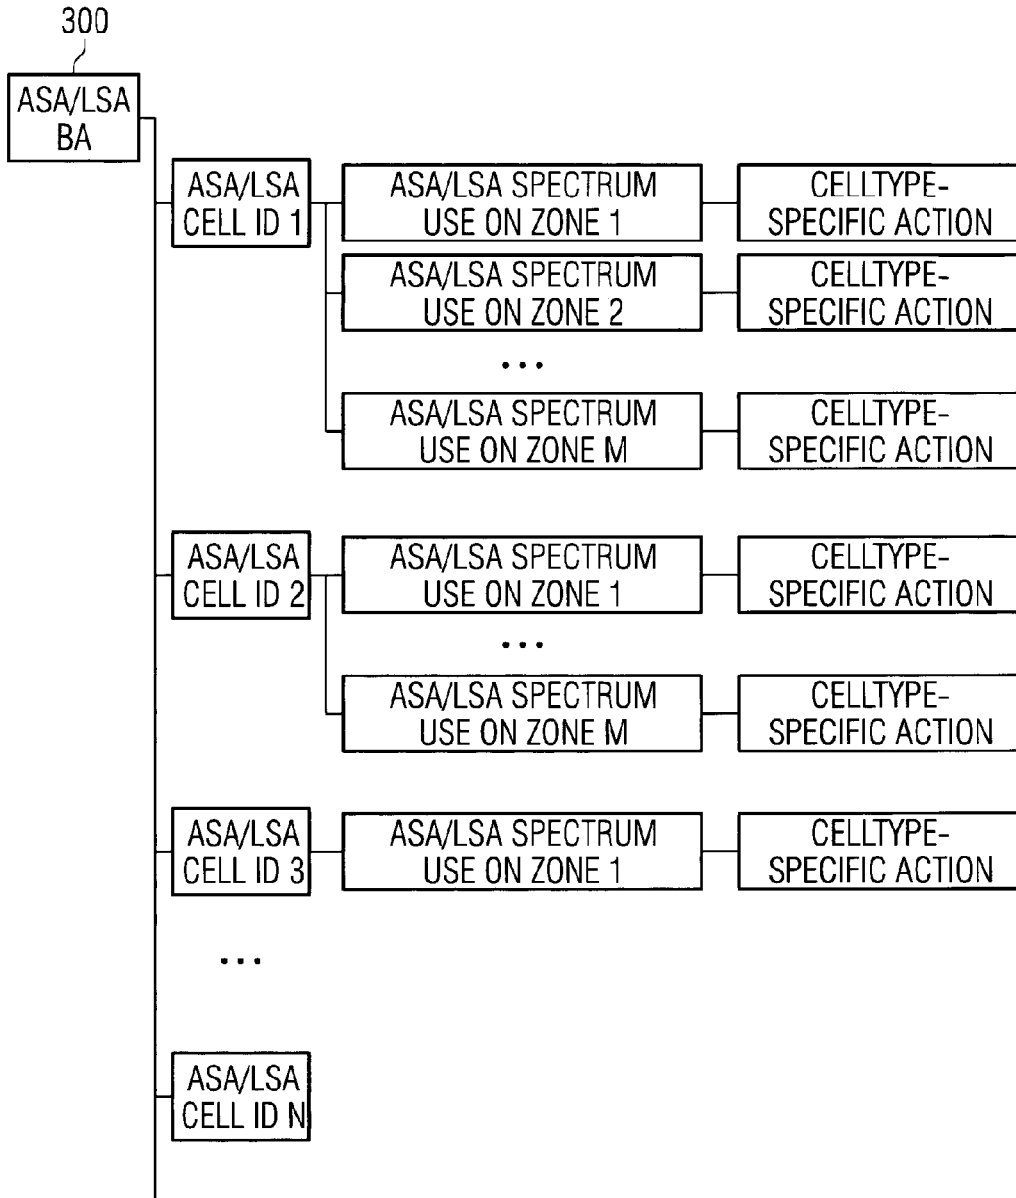 300
ASA/LSA
BA
ASA/LSA
CELL ID 1
ASA/LSA SPECTRUM
USE ON ZONE 1
CELLTYPE-
SPECIFIC ACTION
ASA/LSA SPECTRUM
USE ON ZONE 2
CELLTYPE-
SPECIFIC ACTION
...
ASA/LSA SPECTRUM
USE ON ZONE M
CELLTYPE-
SPECIFIC ACTION
ASA/LSA
CELL ID 2
ASA/LSA SPECTRUM
USE ON ZONE 1
CELLTYPE-
SPECIFIC ACTION
...
ASA/LSA SPECTRUM
USE ON ZONE M
CELLTYPE-
SPECIFIC ACTION
ASA/LSA
CELL ID 3
ASA/LSA SPECTRUM
USE ON ZONE 1
CELLTYPE-
SPECIFIC ACTION
...
ASA/LSA
CELL ID N